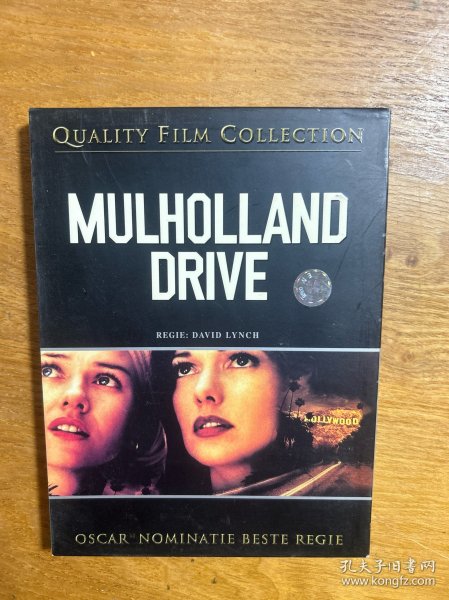 QUALITY FILM COLLECTION
MULHOLLAND
DRIVE
REGIE: DAVID LYNCH
HOLLYWOOD
OSCAR® NOMINATIE BESTE REGIE
孔夫子旧书网
www.kongfz.com